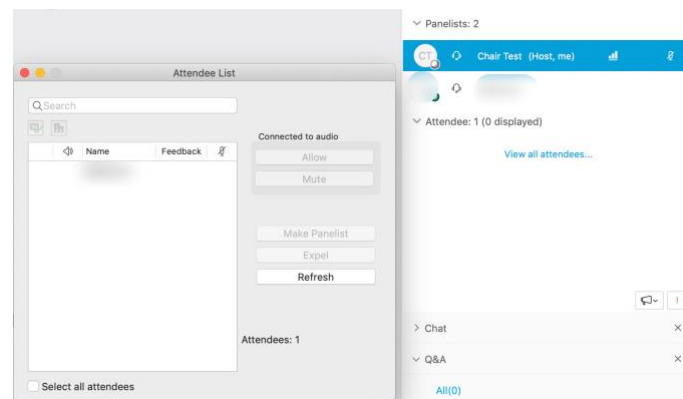 Attendee List
Search
Name Feedback
Connected to audio
Allow
Mute
Make Panelist
Expel
Refresh
Attendees: 1
Select all attendees
Panelists: 2
CT Chair Test (Host, me)
Attendee: 1 (0 displayed)
View all attendees...
Chat
Q&A
All(0)